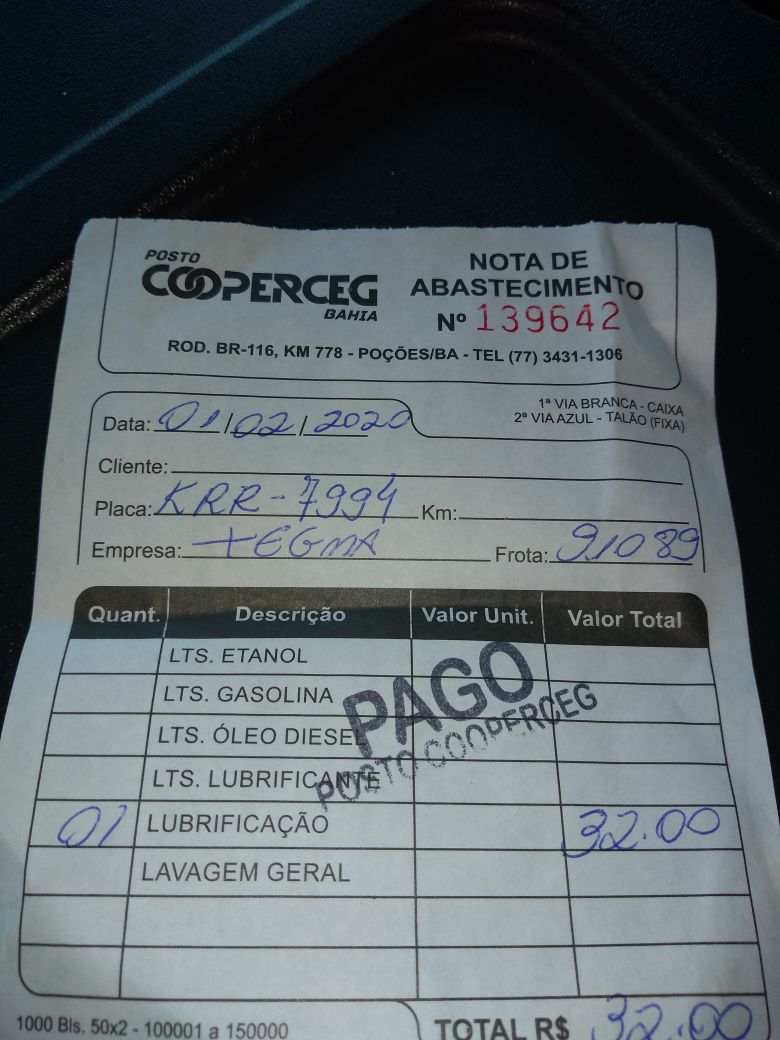 POSTO
COOPERCEG
BAHIA
NOTA DE
ABASTECIMENTO
Nº 139642
ROD. BR-116, KM 778 - POÇÕES/BA - TEL (77) 3431-1306
1ª VIA BRANCA - CAIXA
2ª VIA AZUL - TALÃO (FIXA)
Data: 01/02/2020
Cliente:
Placa: KRR-7994 Km:
Empresa: TEGMA Frota: 91089
Quant. Descrição Valor Unit. Valor Total
LTS. ETANOL
LTS. GASOLINA
LTS. ÓLEO DIESEL
LTS. LUBRIFICANTE
PAGO
POSTO COOPERCEG
01 LUBRIFICAÇÃO 32.00
LAVAGEM GERAL
1000 Bls. 50x2 - 100001 a 150000
TOTAL R$ 32.00